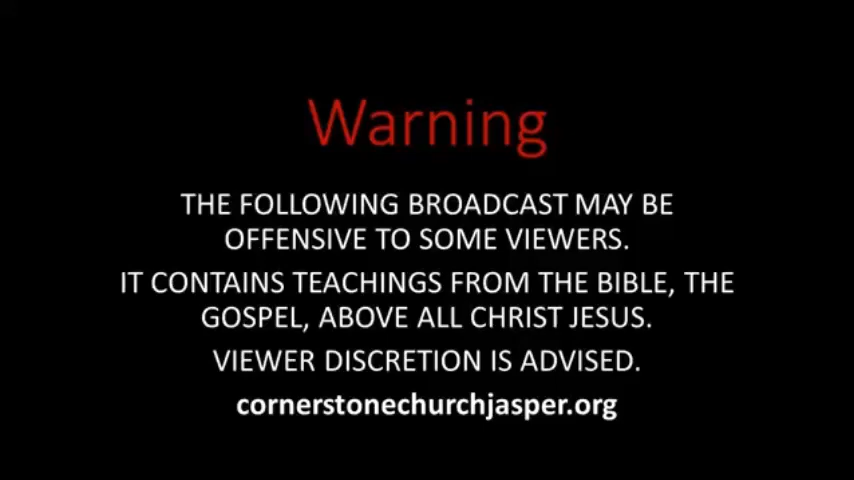 Warning
THE FOLLOWING BROADCAST MAY BE
OFFENSIVE TO SOME VIEWERS.
IT CONTAINS TEACHINGS FROM THE BIBLE, THE
GOSPEL, ABOVE ALL CHRIST JESUS.
VIEWER DISCRETION IS ADVISED.
cornerstonechurchjasper.org